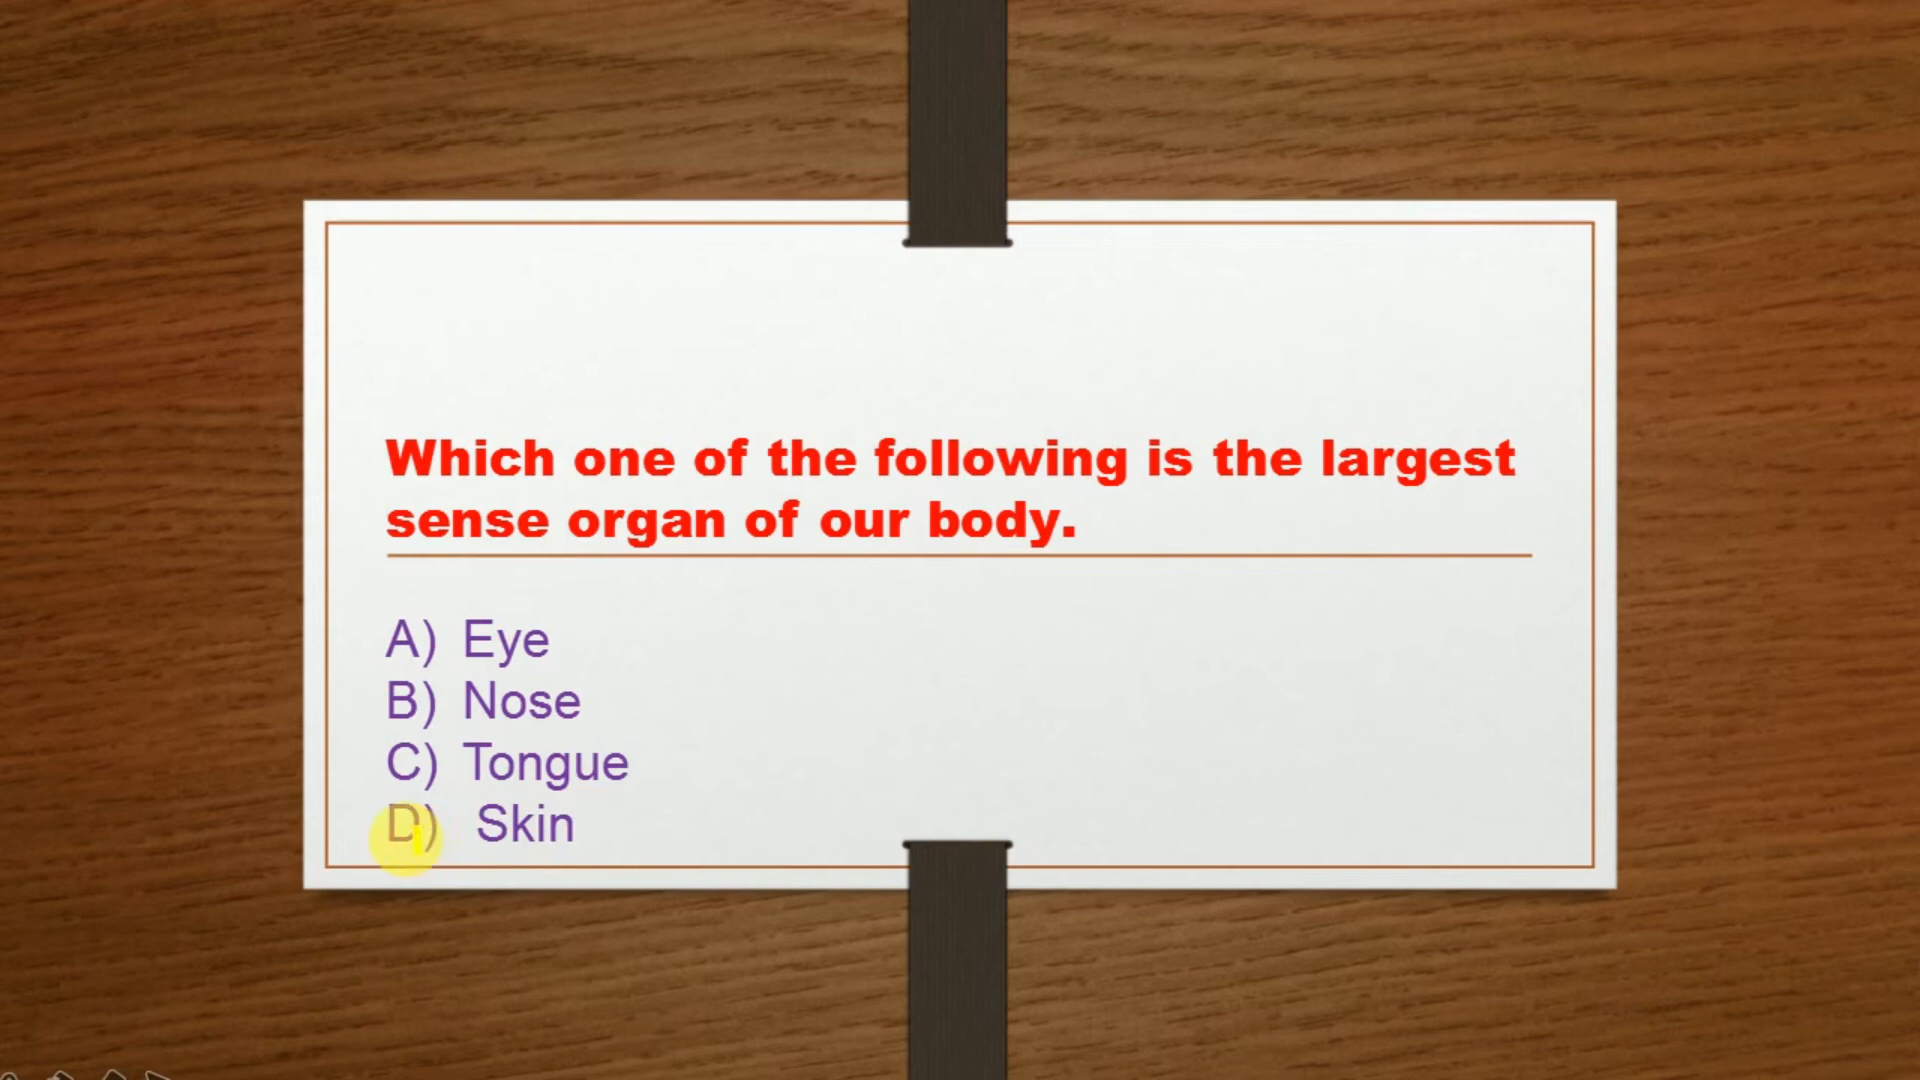 Which one of the following is the largest
sense organ of our body.
A) Eye
B) Nose
C) Tongue
D) Skin